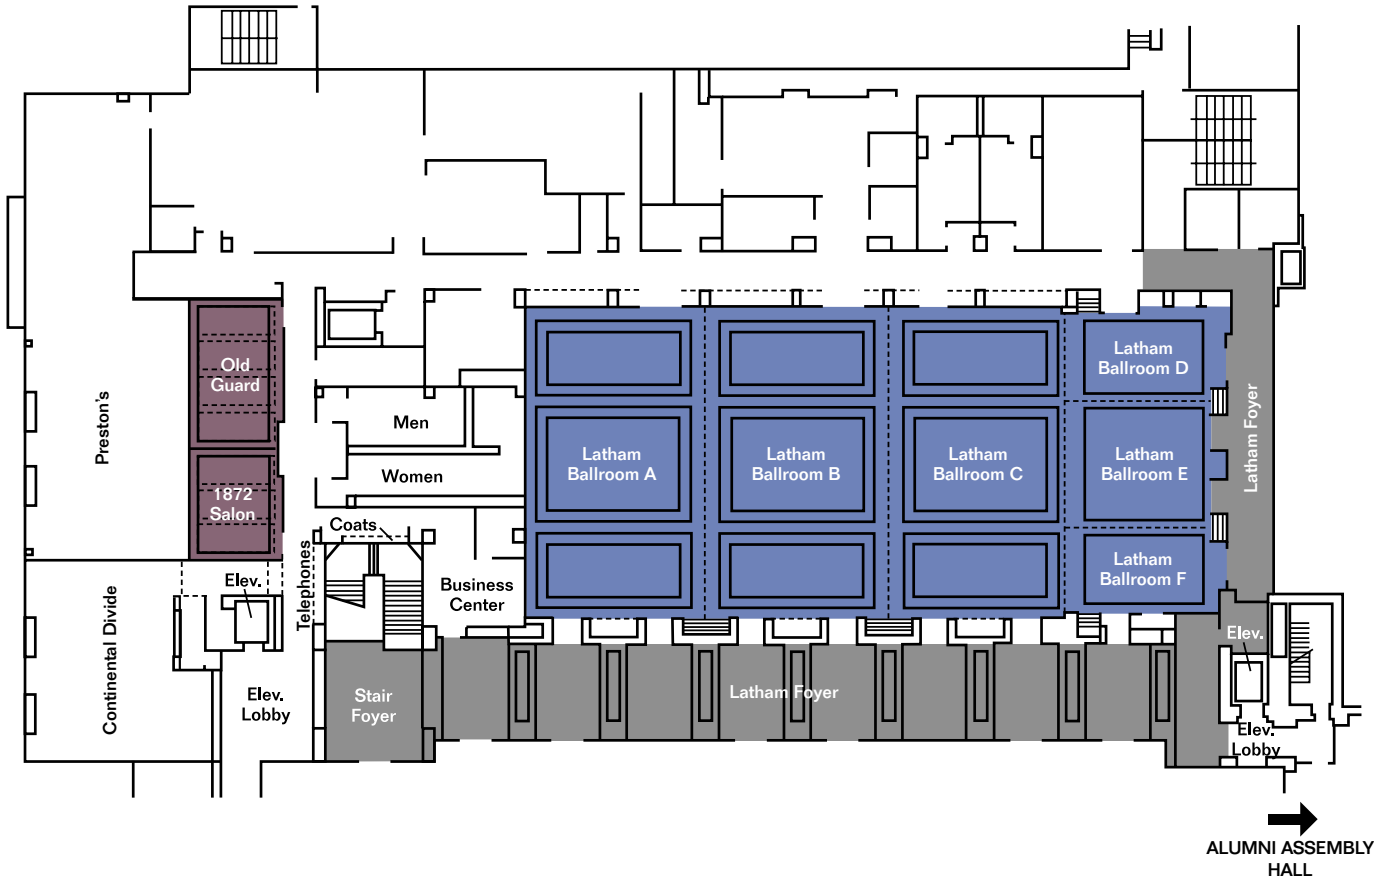 Old
Guard
1872
Salon
Preston's
Men
Women
Coats
Telephones
Elev.
Business
Center
Continental Divide
Elev.
Lobby
Stair
Foyer
Latham Foyer
Latham
Ballroom A
Latham
Ballroom B
Latham
Ballroom C
Latham
Ballroom D
Latham
Ballroom E
Latham
Ballroom F
Latham Foyer
Elev.
Elev.
Lobby
ALUMNI ASSEMBLY
HALL